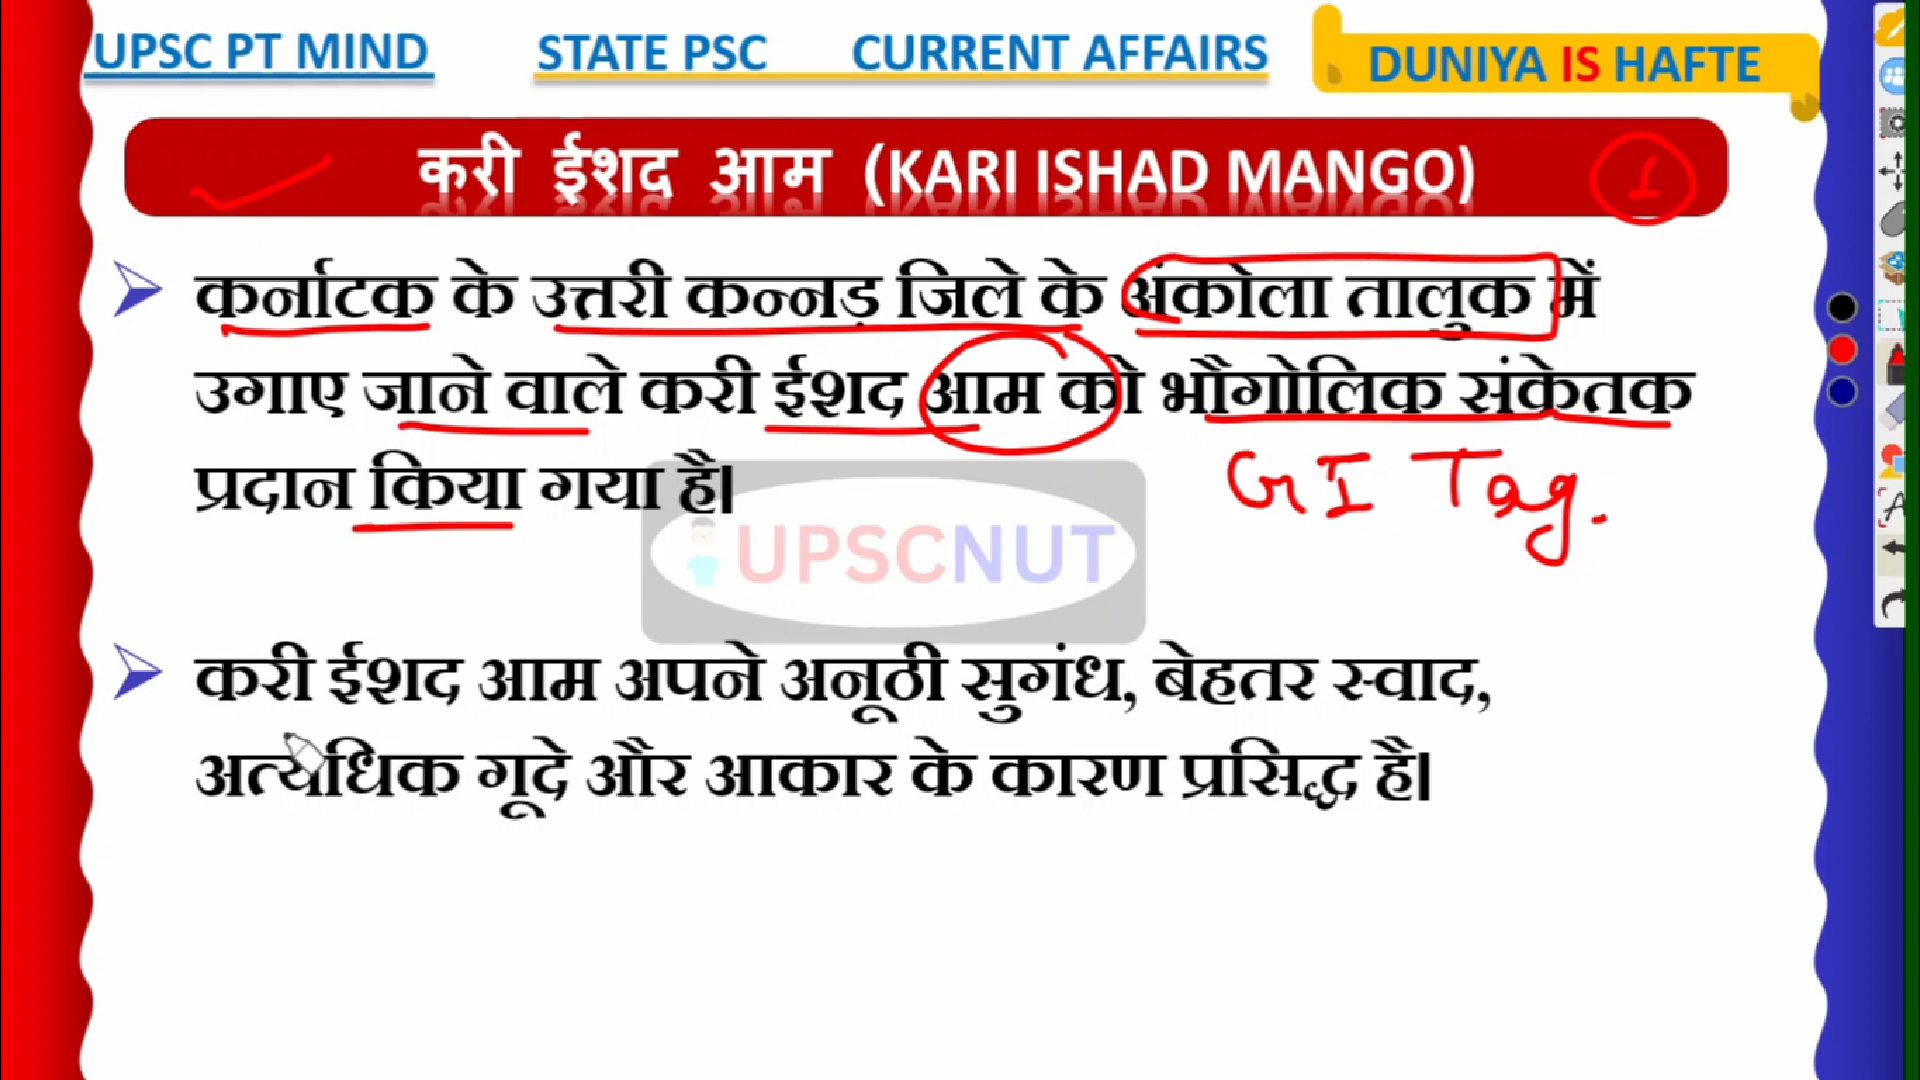 UPSC PT MIND STATE PSC CURRENT AFFAIRS DUNIYA IS HAFTE
करी ईशद आम (KARI ISHAD MANGO) 1
कर्नाटक के उत्तरी कन्नड़ जिले के अंकोला तालुक में
उगाए जाने वाले करी ईशद आम को भौगोलिक संकेतक
प्रदान किया गया है।
GI Tag.
UPSCNUT
करी ईशद आम अपने अनूठी सुगंध, बेहतर स्वाद,
अत्यधिक गूदे और आकार के कारण प्रसिद्ध है।